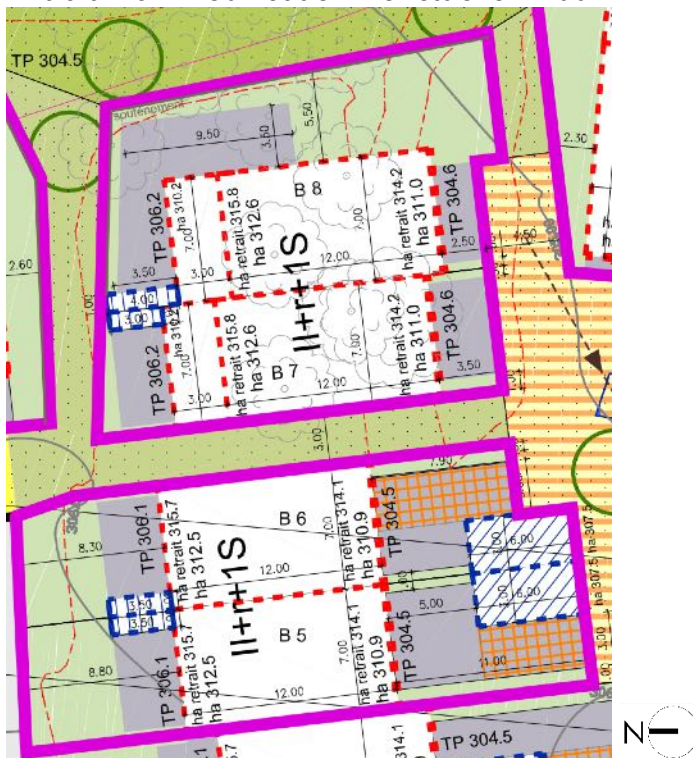 TP 304.5
soutènement
9.50
3.50
5.50
2.30
TP 306.2
ha 310.2
7.00
ha retrait 315.8
ha 312.6
B 8
7.00
ha retrait 314.2
ha 311.0
TP 304.6
2.60
3.50
3.00
12.00
2.50
II+r+1S
4.00
3.00
7.00
TP 306.2
7.00
3.00
ha retrait 315.8
ha 312.6
B 7
12.00
7.00
ha retrait 314.2
ha 311.0
TP 304.6
3.50
3.00
7.90
TP 306.1
ha retrait 315.7
ha 312.5
B 6
7.00
ha retrait 314.1
ha 310.9
TP 304.5
8.30
12.00
6.00
ha 307.5
ha 307.5
II+r+1S
3.50
3.50
5.00
6.00
TP 306.1
ha retrait 315.7
ha 312.5
B 5
7.00
ha retrait 314.1
ha 310.9
TP 304.5
8.80
12.00
11.00
3.00
314.1
TP 304.5
N